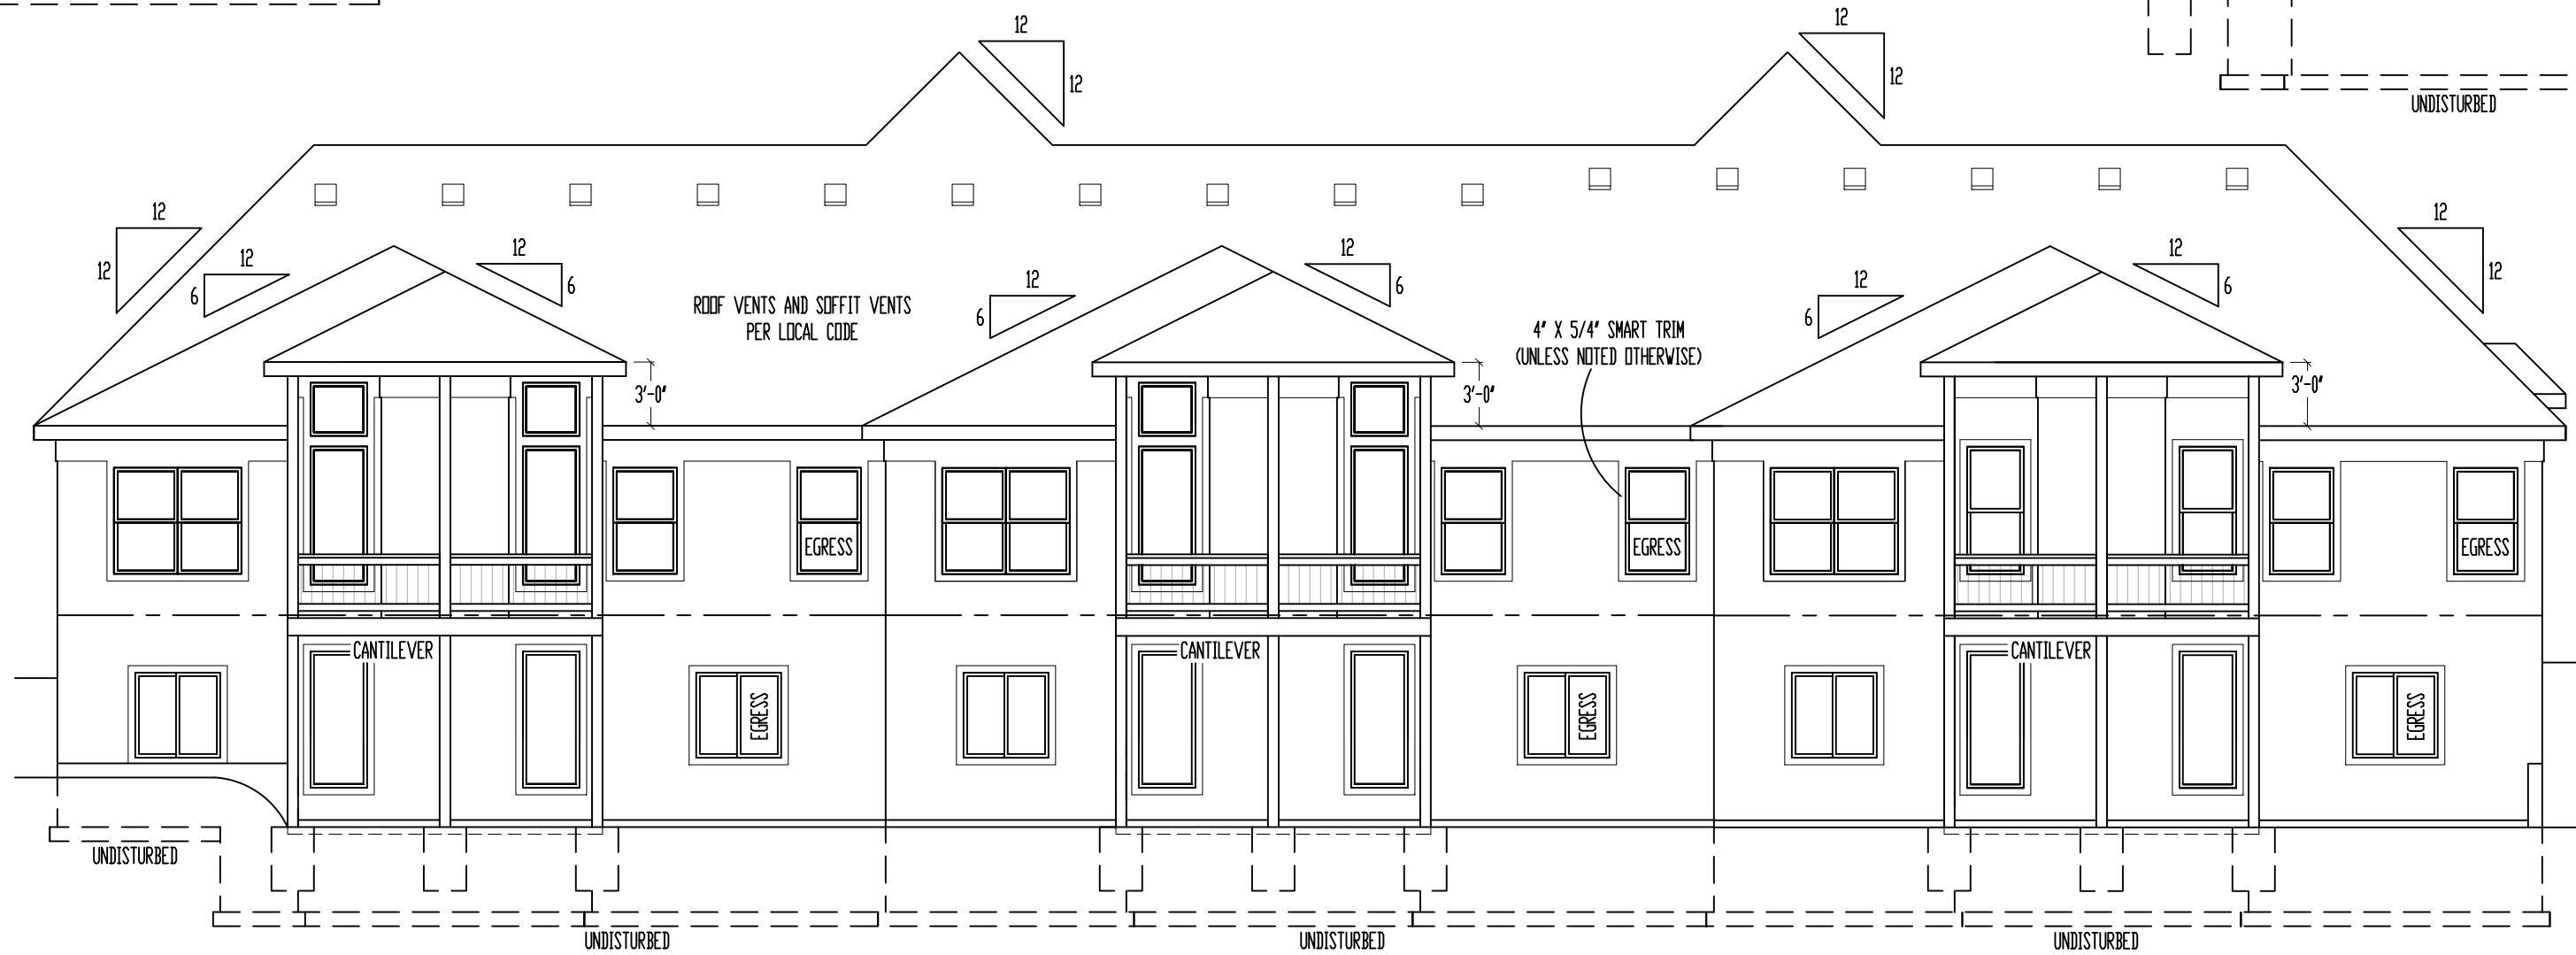 12
12
12
12
UNDISTURBED
12
12
12
12
12
6
12
6
12
6
12
6
12
6
12
6
ROOF VENTS AND SOFFIT VENTS
PER LOCAL CODE
4" X 5/4" SMART TRIM
(UNLESS NOTED OTHERWISE)
3'-0"
3'-0"
3'-0"
EGRESS
EGRESS
EGRESS
CANTILEVER
CANTILEVER
CANTILEVER
EGRESS
EGRESS
EGRESS
UNDISTURBED
UNDISTURBED
UNDISTURBED
UNDISTURBED